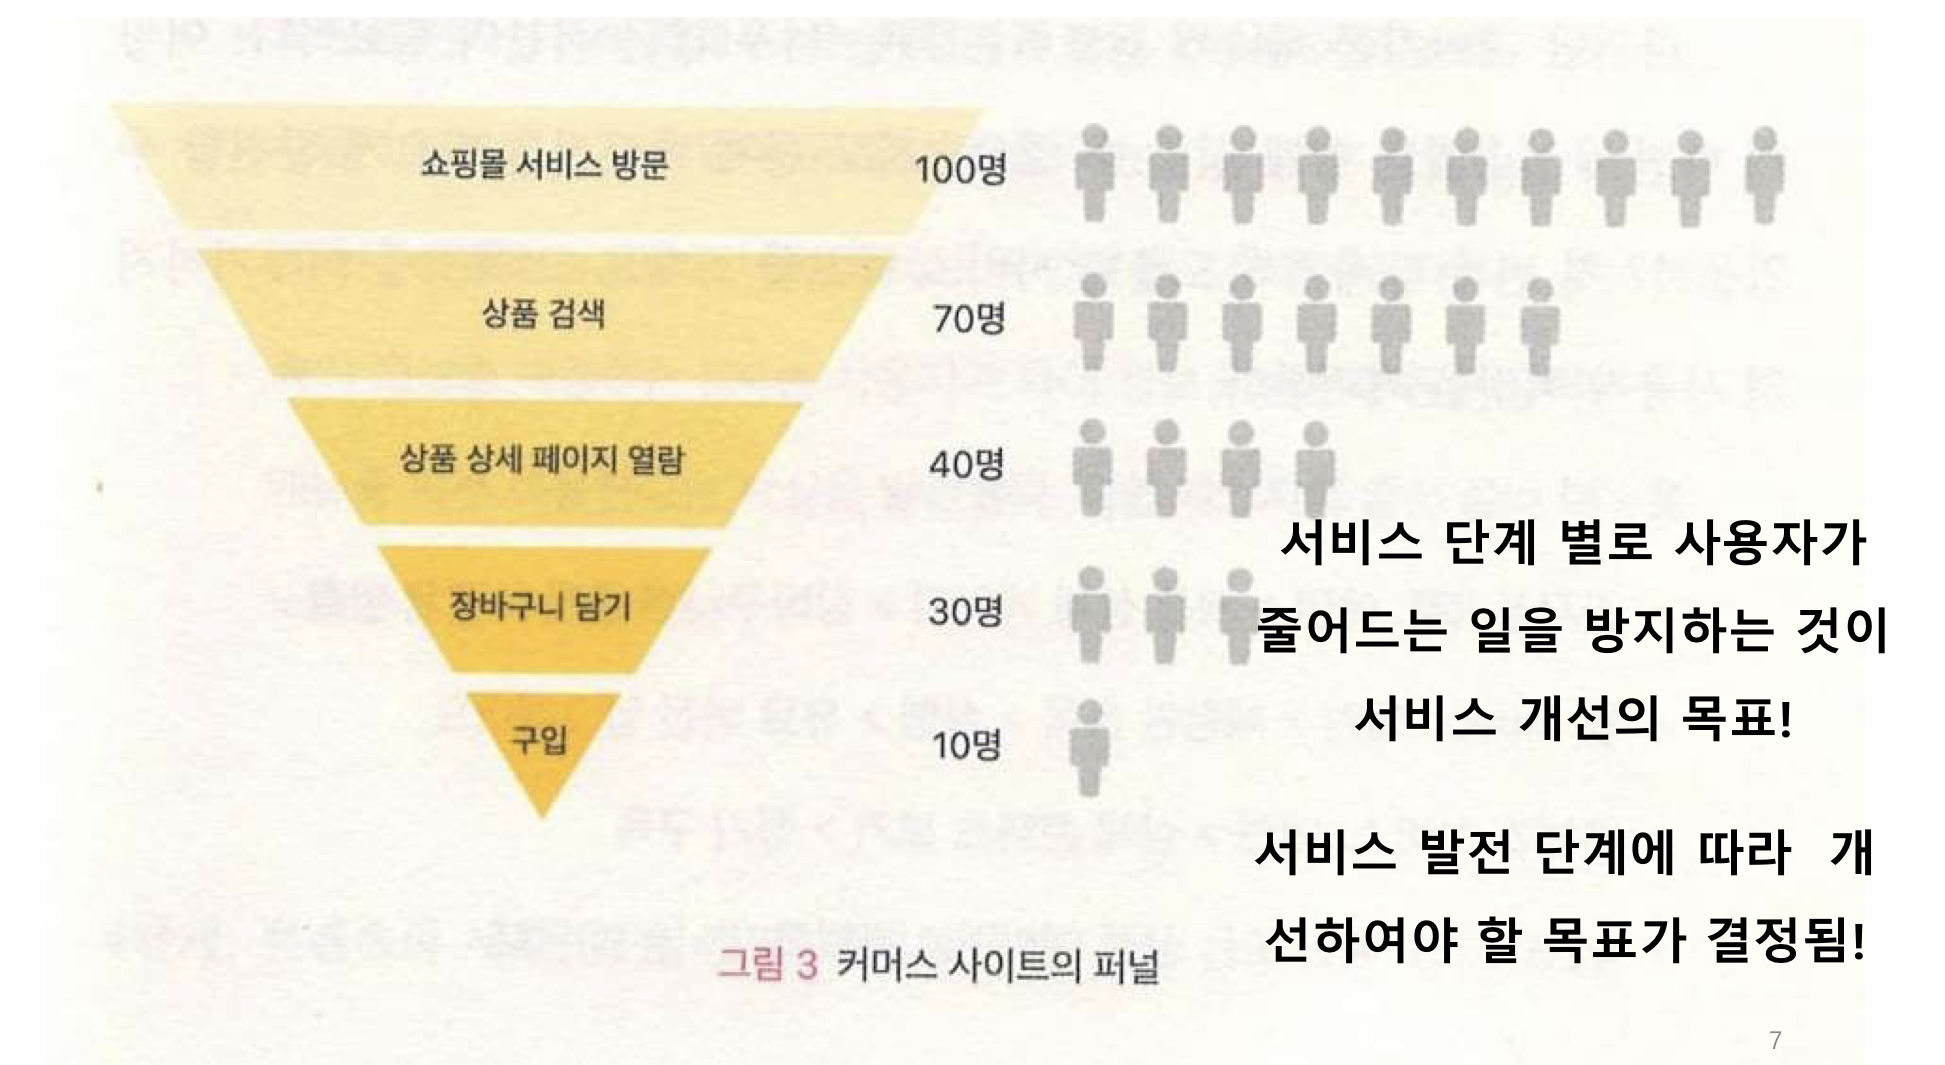 쇼핑몰 서비스 방문 100명
상품 검색 70명
상품 상세 페이지 열람 40명
장바구니 담기 30명
구입 10명
그림 3 커머스 사이트의 퍼널
서비스 단계 별로 사용자가
줄어드는 일을 방지하는 것이
서비스 개선의 목표!
서비스 발전 단계에 따라 개
선하여야 할 목표가 결정됨!
7